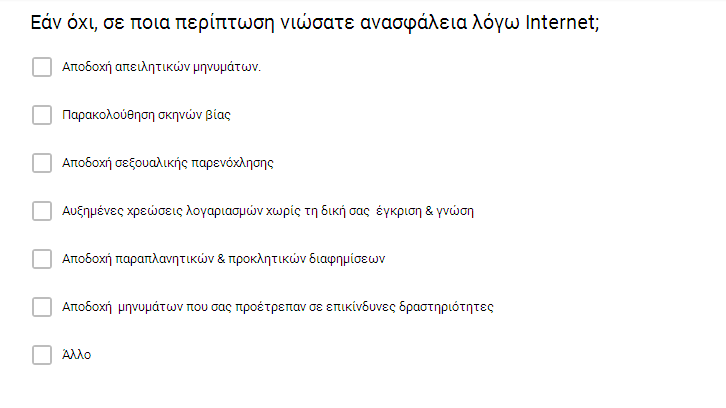 Εάν όχι, σε ποια περίπτωση νιώσατε ανασφάλεια λόγω Internet;
Αποδοχή απειλητικών μηνυμάτων.
Παρακολούθηση σκηνών βίας
Αποδοχή σεξουαλικής παρενόχλησης
Αυξημένες χρεώσεις λογαριασμών χωρίς τη δική σας έγκριση & γνώση
Αποδοχή παραπλανητικών & προκλητικών διαφημίσεων
Αποδοχή μηνυμάτων που σας προέτρεπαν σε επικίνδυνες δραστηριότητες
Άλλο